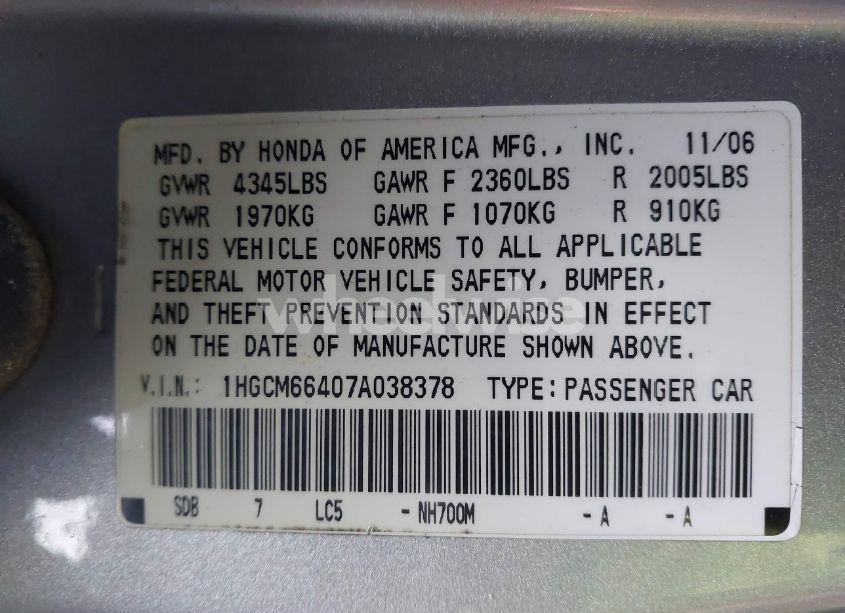 MFD. BY HONDA OF AMERICA MFG., INC. 11/06
GVWR 4345LBS GAWR F 2360LBS R 2005LBS
GVWR 1970KG GAWR F 1070KG R 910KG
THIS VEHICLE CONFORMS TO ALL APPLICABLE
FEDERAL MOTOR VEHICLE SAFETY, BUMPER,
AND THEFT PREVENTION STANDARDS IN EFFECT
wheelwise
ON THE DATE OF MANUFACTURE SHOWN ABOVE.
V.I.N.: 1HGCM66407A038378 TYPE: PASSENGER CAR
SDB 7 LC5 -NH700M -A -A